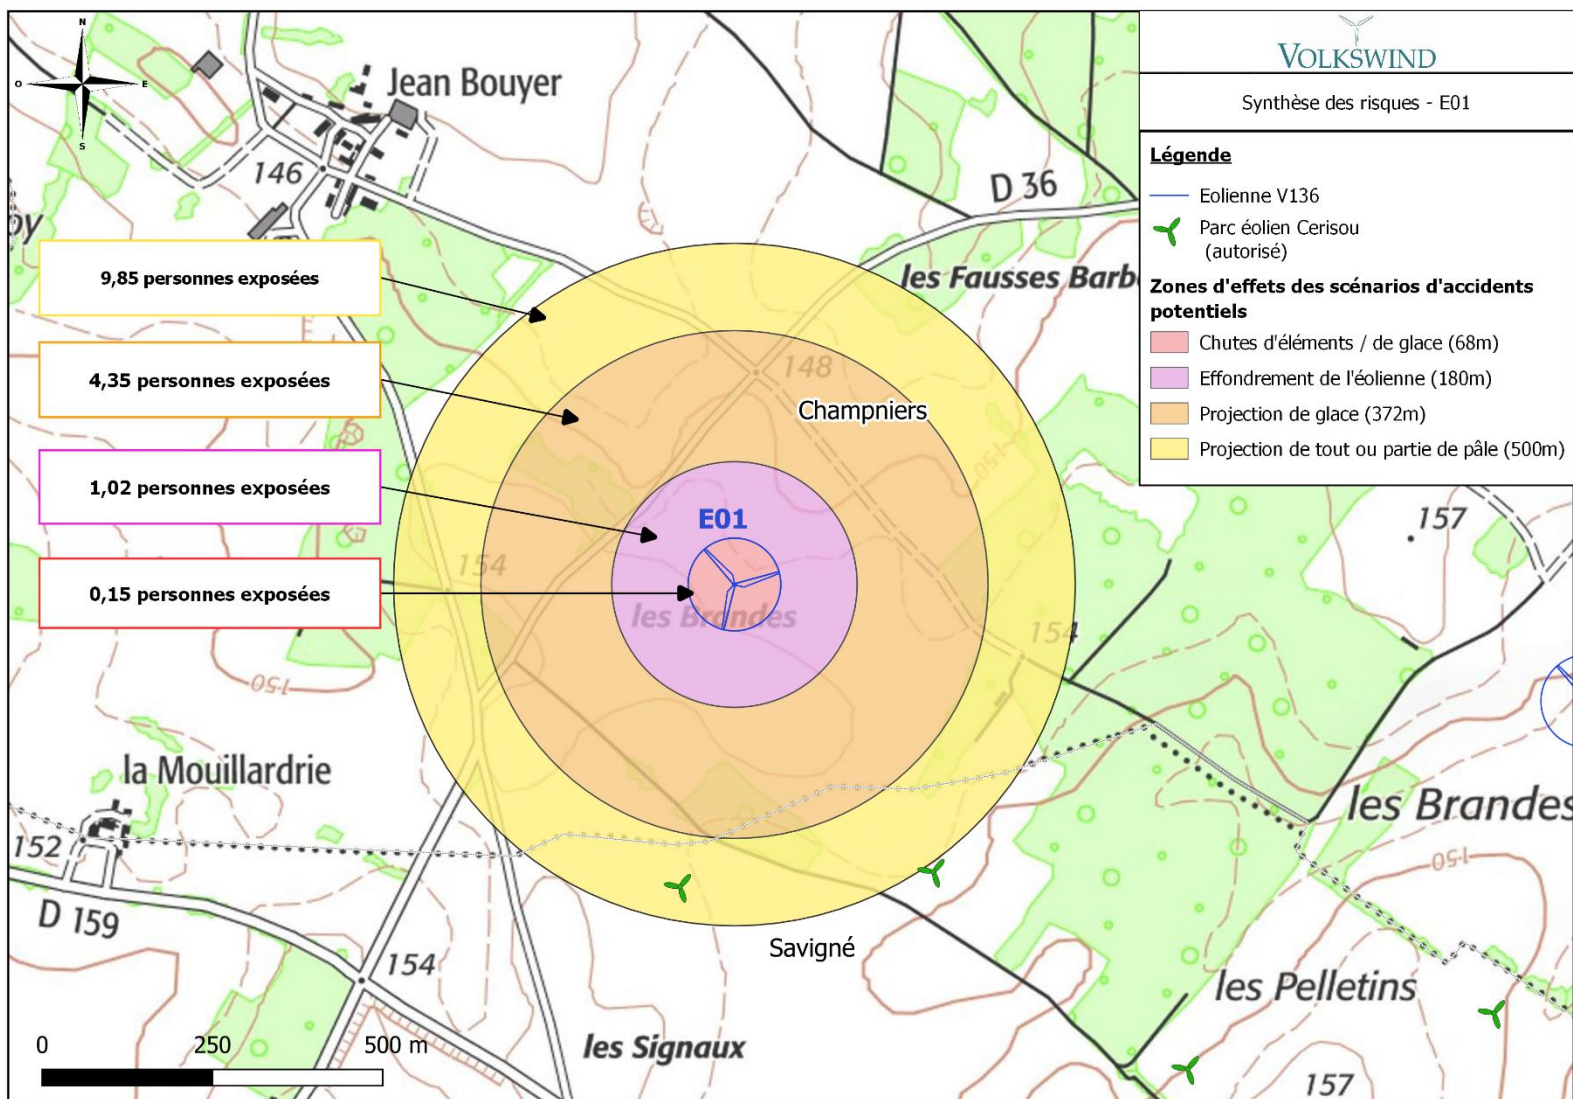 N
O
E
S
Jean Bouyer
146
D 36
oy
les Fausses Barb
9,85 personnes exposées
4,35 personnes exposées
1,02 personnes exposées
0,15 personnes exposées
148
Champniers
150
E01
les Brandes
154
154
157
150
la Mouillardrie
152
D 159
154
les Brandes
150
Savigné
les Pelletins
les Signaux
157
0
250
500 m
VOLKSWIND
Synthèse des risques - E01
Légende
Eolienne V136
Parc éolien Cerisou
(autorisé)
Zones d'effets des scénarios d'accidents
potentiels
Chutes d'éléments / de glace (68m)
Effondrement de l'éolienne (180m)
Projection de glace (372m)
Projection de tout ou partie de pâle (500m)